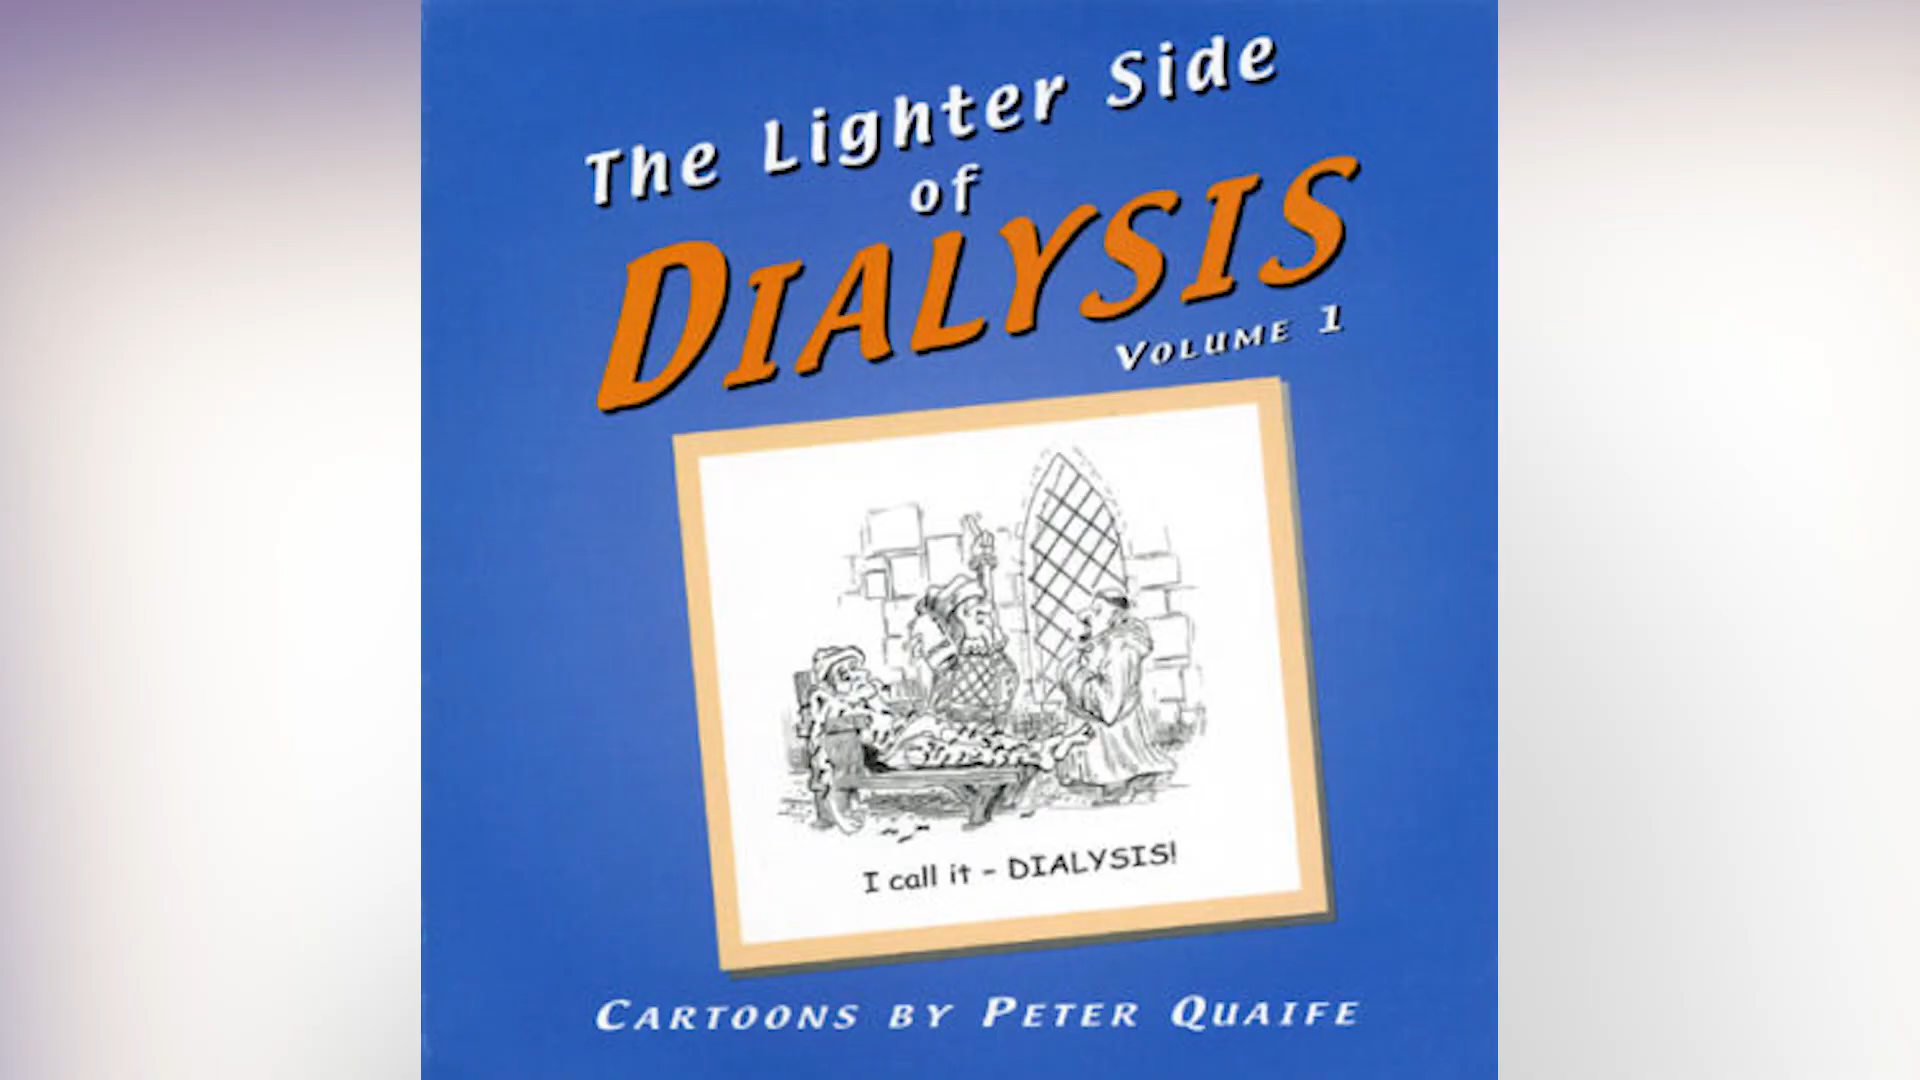 The Lighter Side
of
DIALYSIS
VOLUME 1
I call it - DIALYSIS!
CARTOONS BY PETER QUAIFE